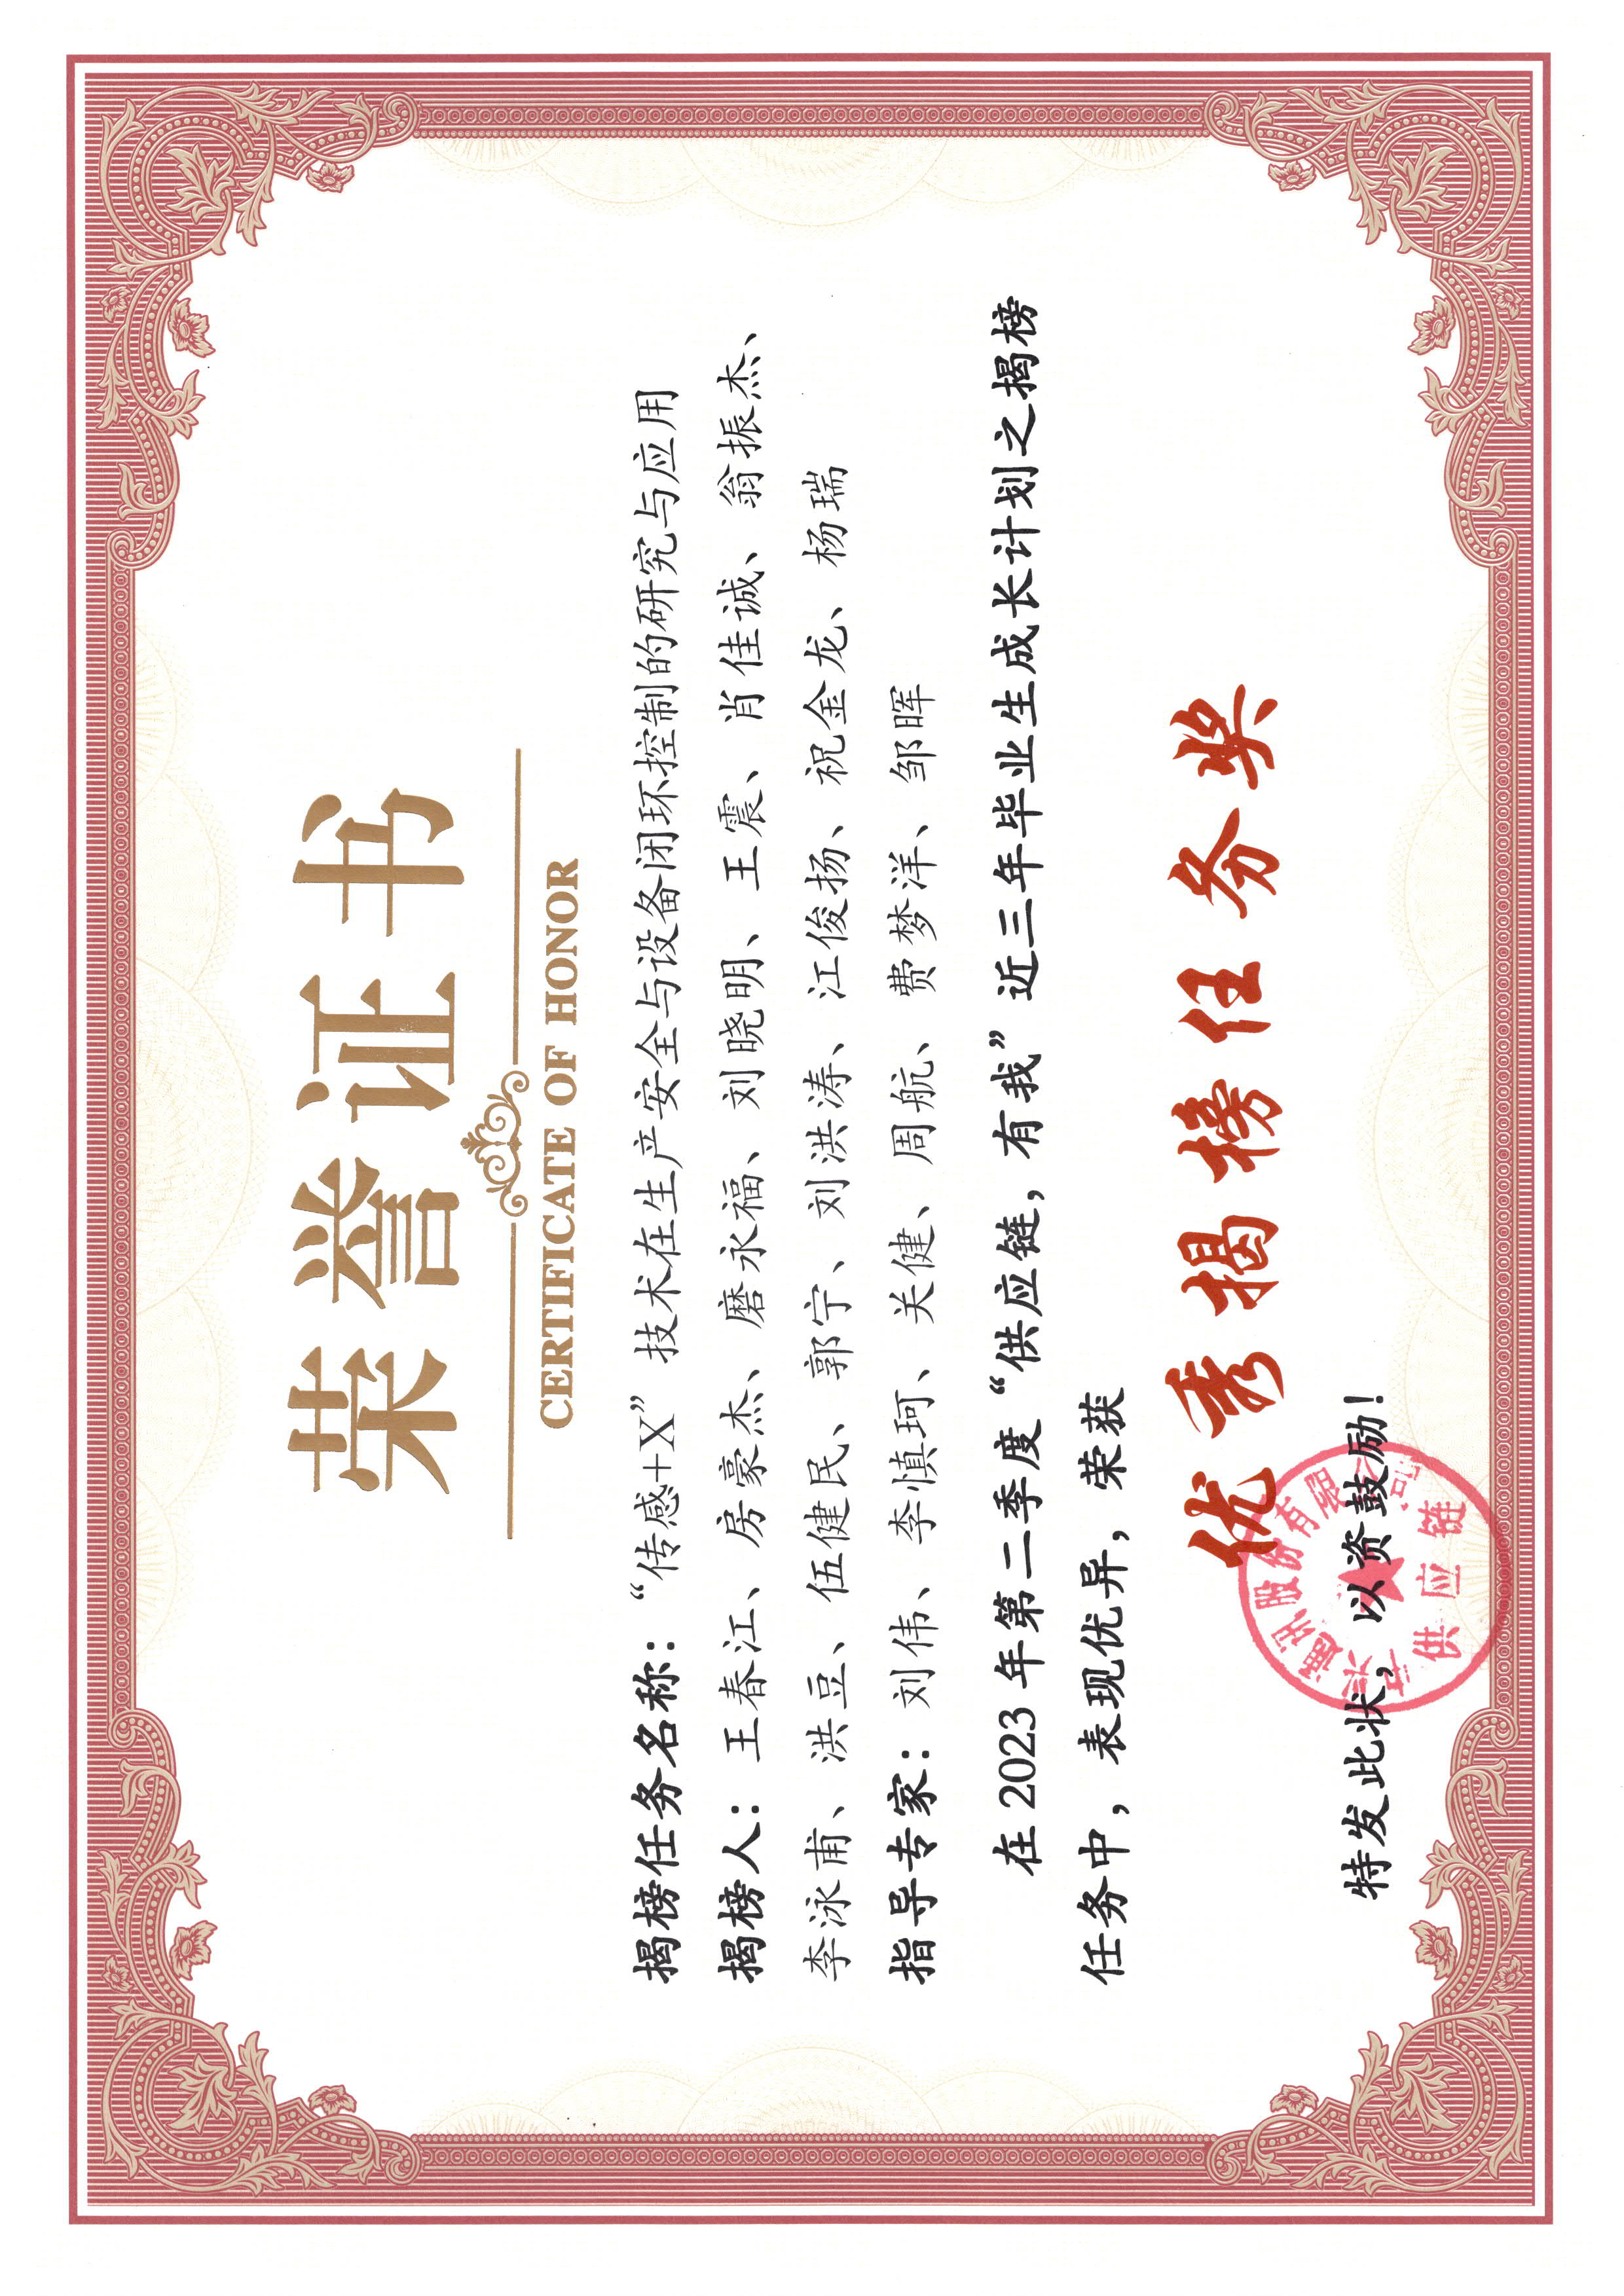 荣誉证书
CERTIFICATE OF HONOR
揭榜任务名称：“传感+X”技术在生产安全与设备闭环控制的研究与应用
揭榜人：王春江、房豪杰、磨永福、刘晓明、王震、肖佳诚、翁振杰、
李泳甫、洪豆、伍健民、郭宁、刘洪涛、江俊扬、祝金龙、杨瑞
指导专家：刘伟、李慎珂、关健、周航、费梦洋、邹晖
在 2023 年第二季度“供应链，有我”近三年毕业生成长计划之揭榜
任务中，表现优异，荣获
优秀揭榜任务奖
特发此状，以资鼓励！
中兴通讯股份有限公司
供应链